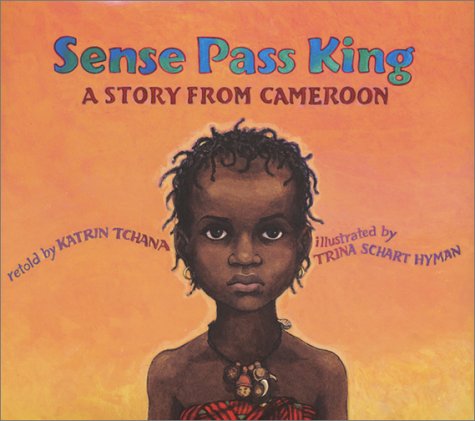 Sense Pass King
A STORY FROM CAMEROON
retold by KATRIN TCHANA
illustrated by
TRINA SCHART HYMAN